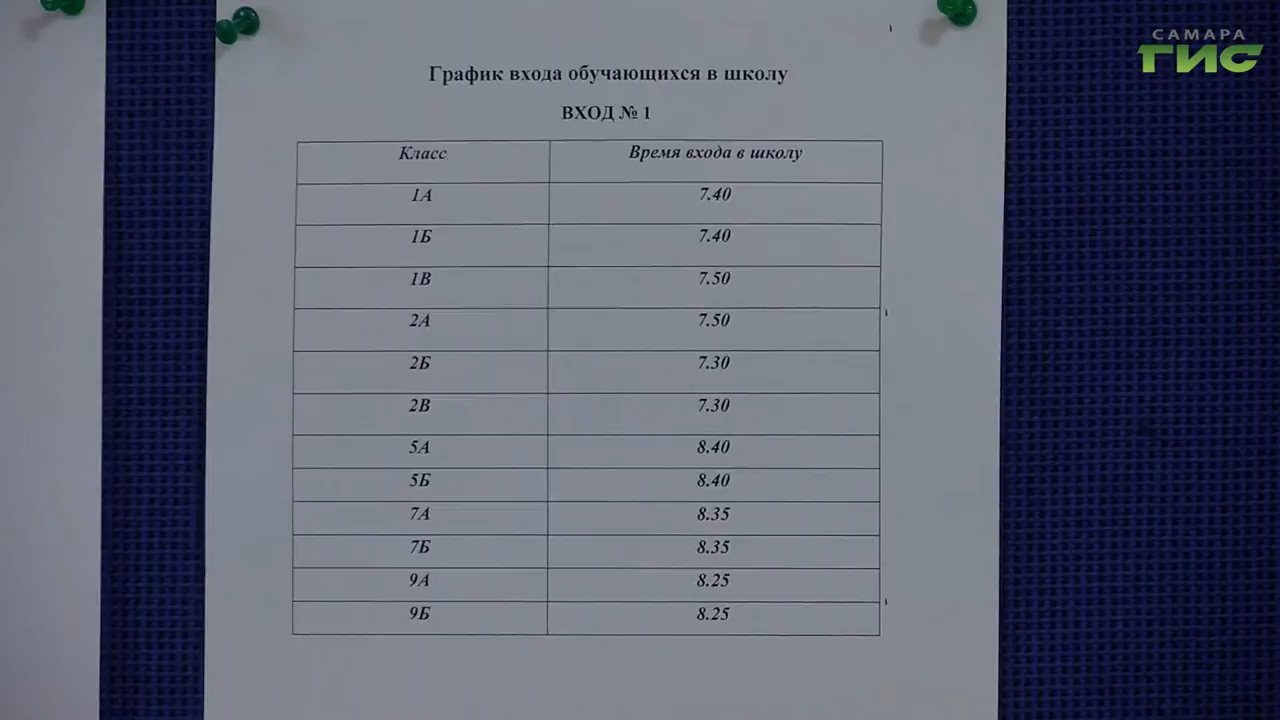 САМАРА
ГИС
График входа обучающихся в школу
ВХОД № 1
Класс Время входа в школу
1А 7.40
1Б 7.40
1В 7.50
2А 7.50
2Б 7.30
2В 7.30
5А 8.40
5Б 8.40
7А 8.35
7Б 8.35
9А 8.25
9Б 8.25